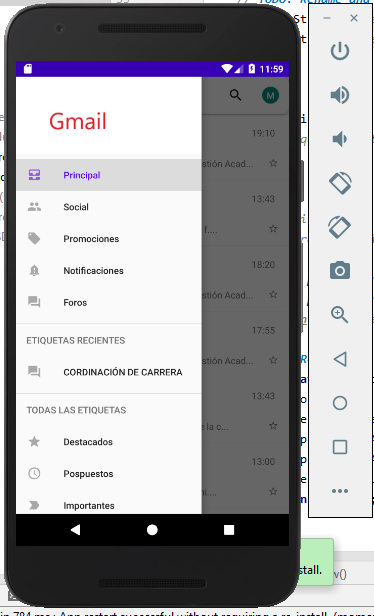 11:59
M
Gmail
19:10
Principal
stión Acad...
Social
13:43
Promociones
Notificaciones
18:20
stión Acad...
Foros
17:55
ETIQUETAS RECIENTES
stión Acad...
CORDINACIÓN DE CARRERA
13:43
TODAS LAS ETIQUETAS
e la c...
Destacados
13:00
Pospuestos
Importantes
stall.